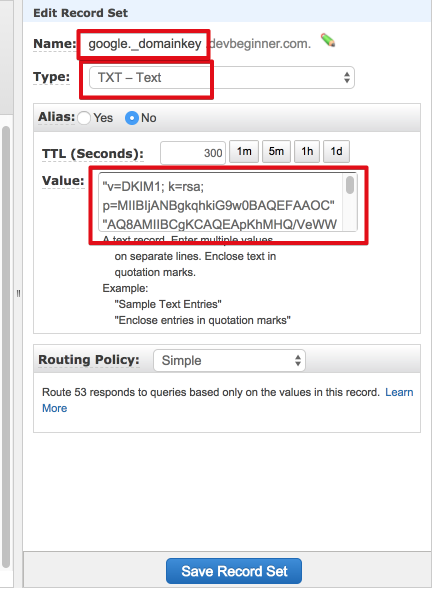 Edit Record Set
Name: google._domainkey .devbeginner.com.
Type: TXT – Text
Alias: Yes No
TTL (Seconds): 300 1m 5m 1h 1d
Value: "v=DKIM1; k=rsa;
p=MIIBIjANBgkqhkiG9w0BAQEFAAOC"
"AQ8AMIIBCgKCAQEApKhMHQ/VeWW
A text record. Enter multiple values
on separate lines. Enclose text in
quotation marks.
Example:
"Sample Text Entries"
"Enclose entries in quotation marks"
Routing Policy: Simple
Route 53 responds to queries based only on the values in this record. Learn
More
Save Record Set